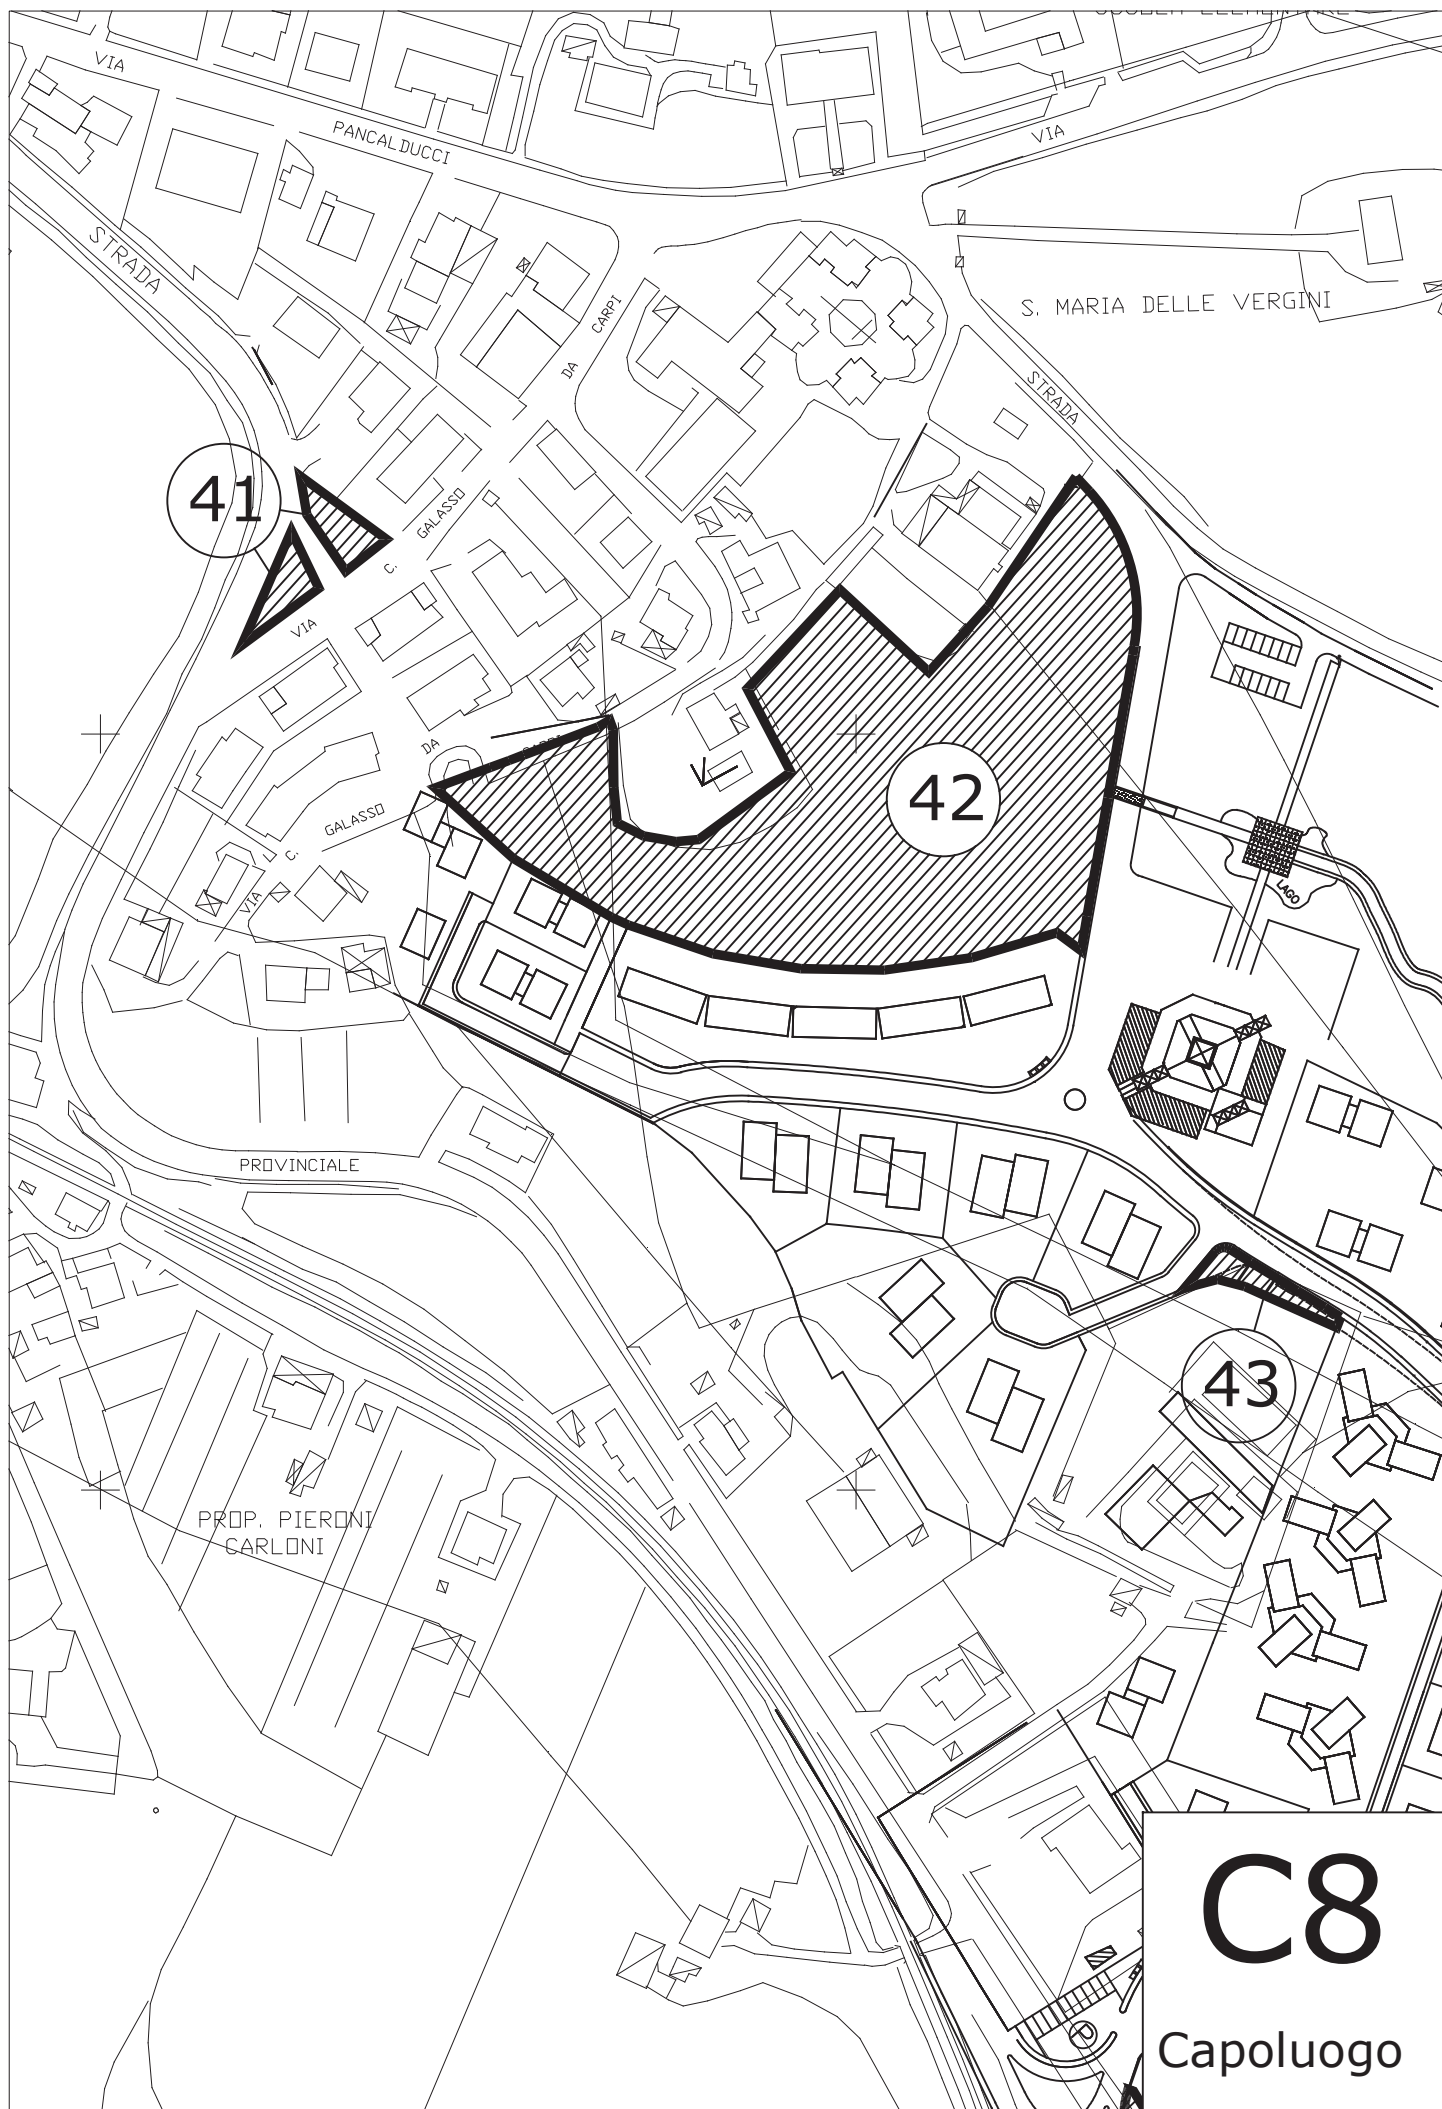 VIA
PANCALDUCCI
VIA
STRADA
CARPI
DA
S. MARIA DELLE VERGINI
STRADA
41
GALASSO
C.
VIA
DA
42
GALASSO
C.
VIA
LAGO
PROVINCIALE
43
PROP. PIERONI
CARLONI
P
C8
Capoluogo